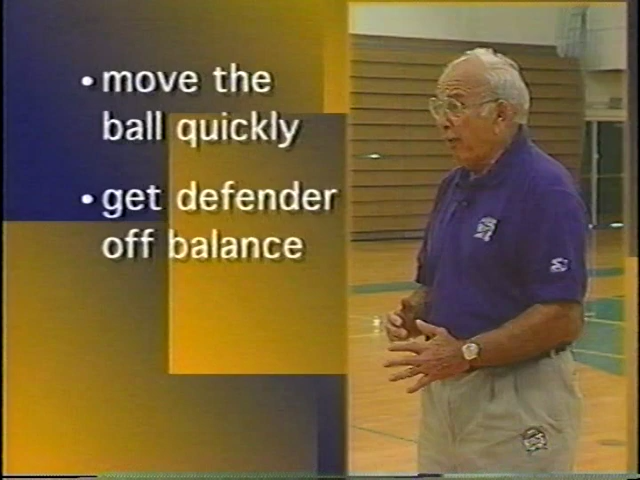 • move the
ball quickly
• get defender
off balance